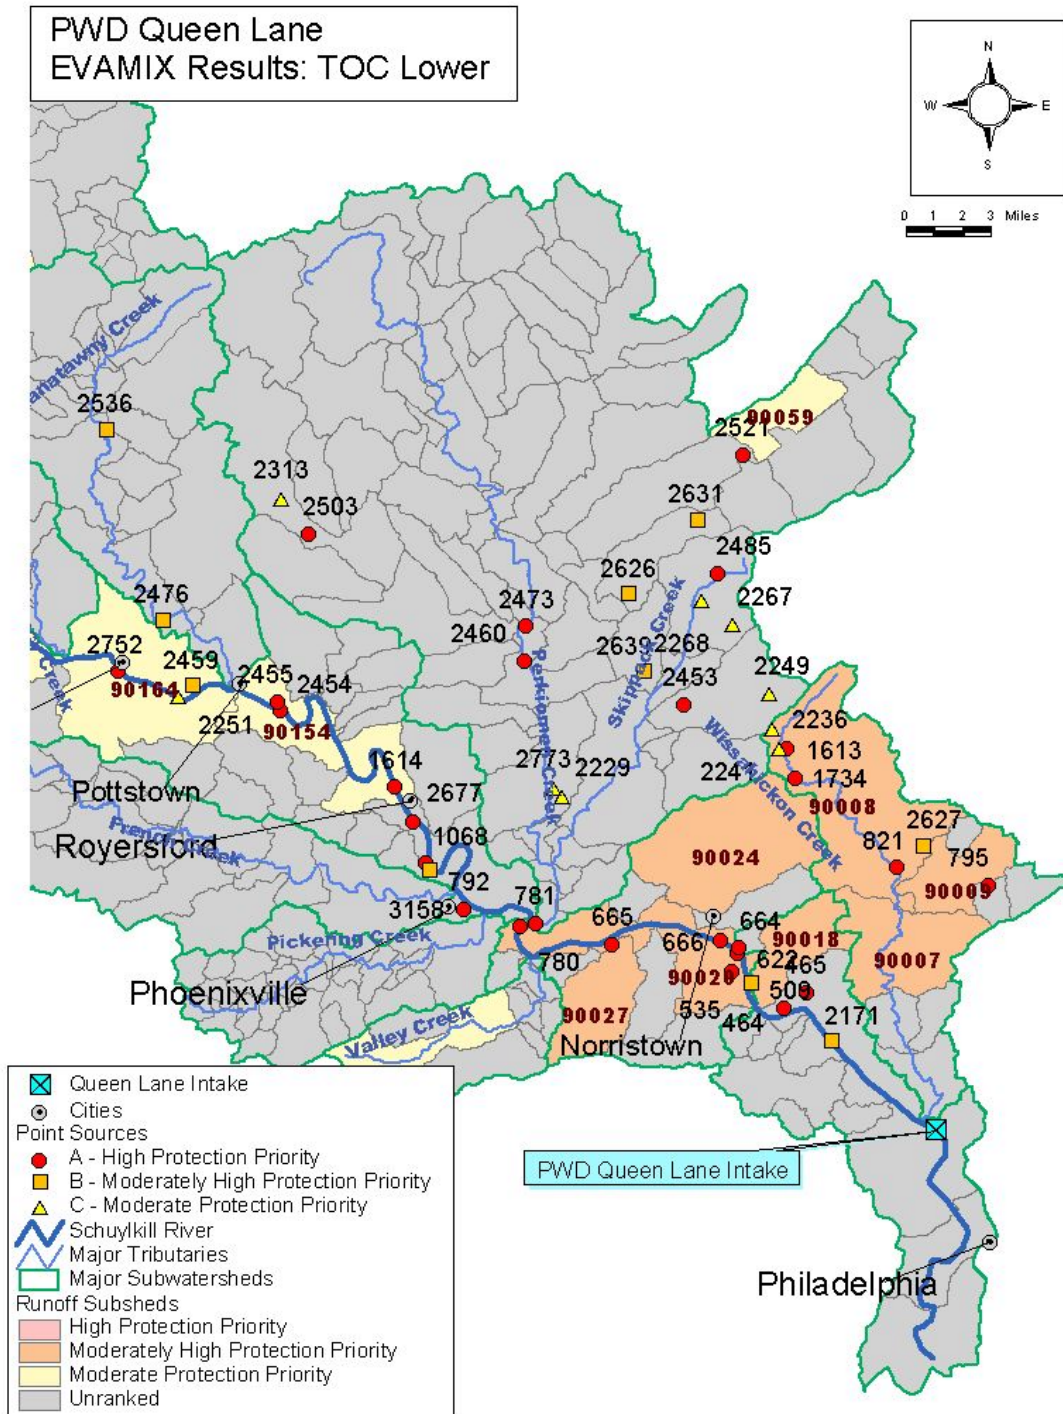 PWD Queen Lane
EVAMIX Results: TOC Lower
N
W
E
S
0 1 2 3 Miles
anatawny Creek
2536
90059
2521
2313
2503
2631
2485
2626
2267
2476
2473
2639
2268
2460
Skippack Creek
Perkiomen Creek
2752
2459
2455
2454
2453
2249
90164
Creek
2251
90154
2236
1613
Wissahickon Creek
1614
2773
2229
2241
1734
Pottstown
2677
90008
2627
Royersford
French Creek
1068
821
795
90024
90009
792
3158
781
665
664
Pickering Creek
666
90018
780
622
465
90007
90020
Phoenixville
509
535
464
2171
Valley Creek
90027
Norristown
Queen Lane Intake
Cities
Point Sources
A - High Protection Priority
B - Moderately High Protection Priority
C - Moderate Protection Priority
Schuylkill River
Major Tributaries
Major Subwatersheds
Runoff Subsheds
High Protection Priority
Moderately High Protection Priority
Moderate Protection Priority
Unranked
PWD Queen Lane Intake
Philadelphia